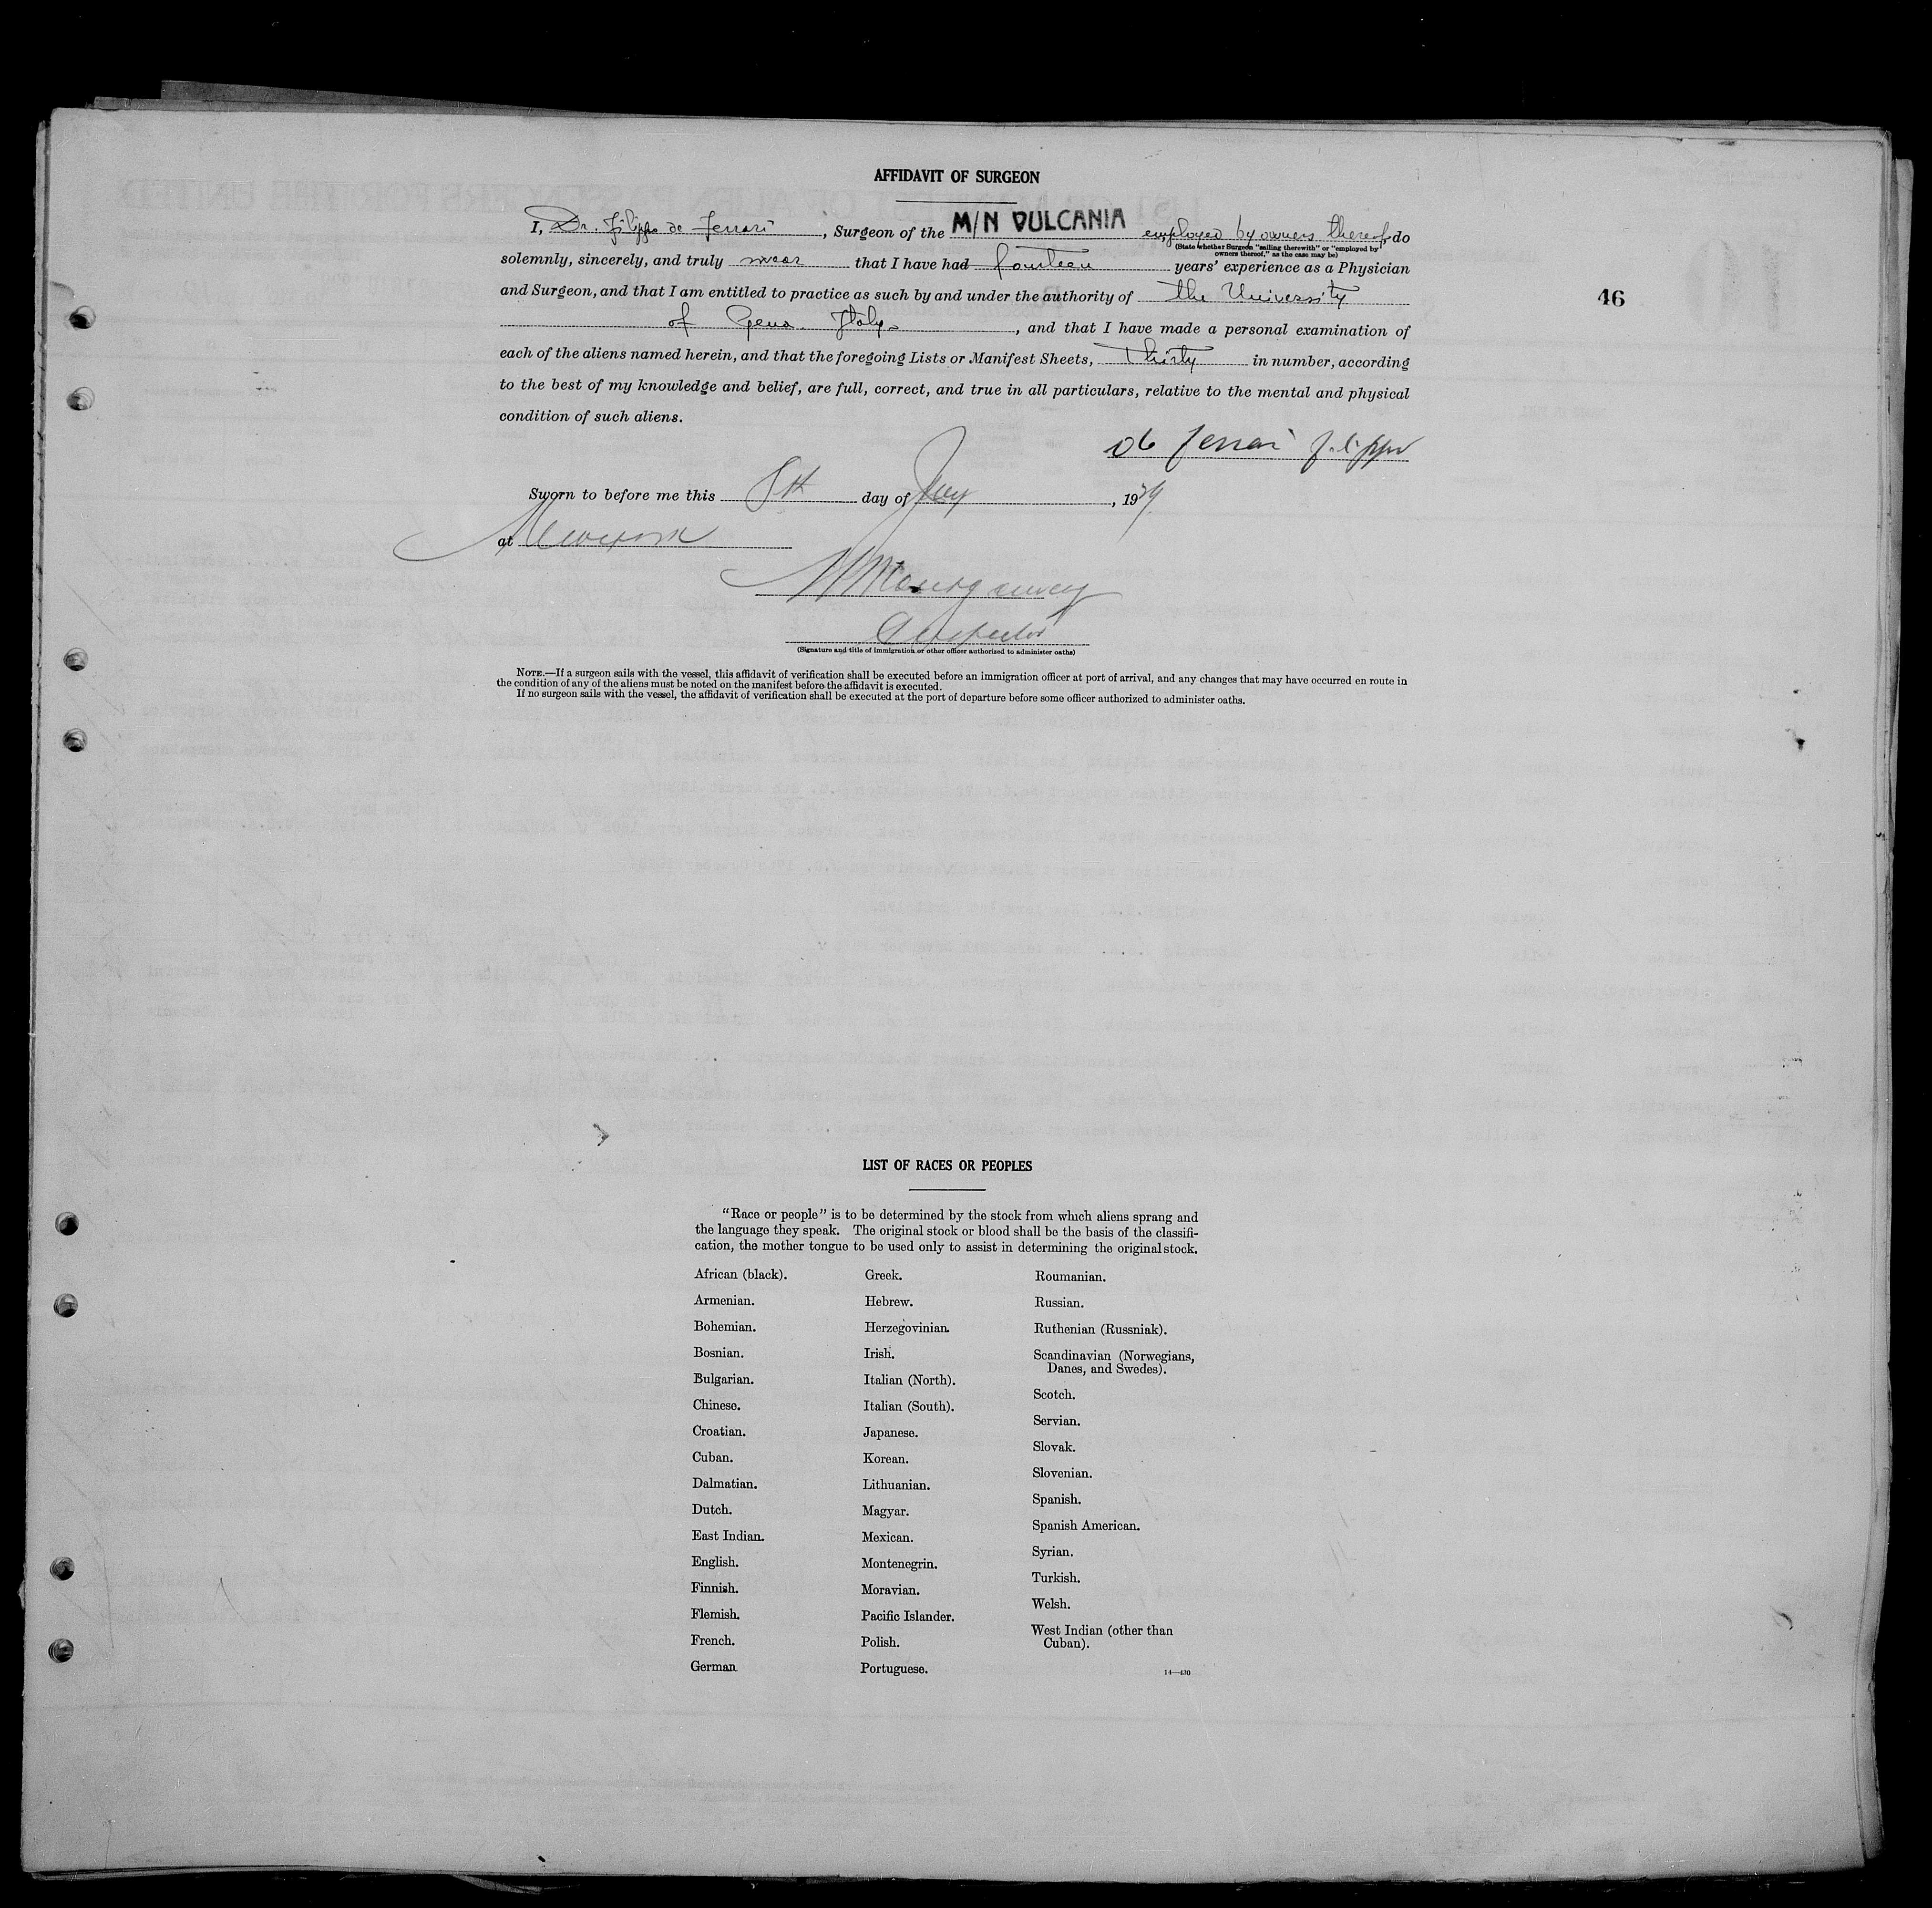 AFFIDAVIT OF SURGEON
I, Dr. Filippo de Ferrari, Surgeon of the M/N VULCANIA employed by owners thereof, do
(State whether Surgeon "sailing therewith" or "employed by
owners thereof," as the case may be)
solemnly, sincerely, and truly swear that I have had fourteen years' experience as a Physician
and Surgeon, and that I am entitled to practice as such by and under the authority of the University
of Genoa Italy, and that I have made a personal examination of
each of the aliens named herein, and that the foregoing Lists or Manifest Sheets, Thirty in number, according
to the best of my knowledge and belief, are full, correct, and true in all particulars, relative to the mental and physical
condition of such aliens.
de Ferrari Filippo
Sworn to before me this 8th day of , 1929
at New York
Inspector
(Signature and title of immigration or other officer authorized to administer oaths)
NOTE.—If a surgeon sails with the vessel, this affidavit of verification shall be executed before an immigration officer at port of arrival, and any changes that may have occurred en route in
the condition of any of the aliens must be noted on the manifest before the affidavit is executed.
If no surgeon sails with the vessel, the affidavit of verification shall be executed at the port of departure before some officer authorized to administer oaths.
46
LIST OF RACES OR PEOPLES
"Race or people" is to be determined by the stock from which aliens sprang and
the language they speak. The original stock or blood shall be the basis of the classifi-
cation, the mother tongue to be used only to assist in determining the original stock.
African (black).
Armenian.
Bohemian.
Bosnian.
Bulgarian.
Chinese.
Croatian.
Cuban.
Dalmatian.
Dutch.
East Indian.
English.
Finnish.
Flemish.
French.
German
Greek.
Hebrew.
Herzegovinian.
Irish.
Italian (North).
Italian (South).
Japanese.
Korean.
Lithuanian.
Magyar.
Mexican.
Montenegrin.
Moravian.
Pacific Islander.
Polish.
Portuguese.
Roumanian.
Russian.
Ruthenian (Russniak).
Scandinavian (Norwegians,
Danes, and Swedes).
Scotch.
Servian.
Slovak.
Slovenian.
Spanish.
Spanish American.
Syrian.
Turkish.
Welsh.
West Indian (other than
Cuban).
14—430